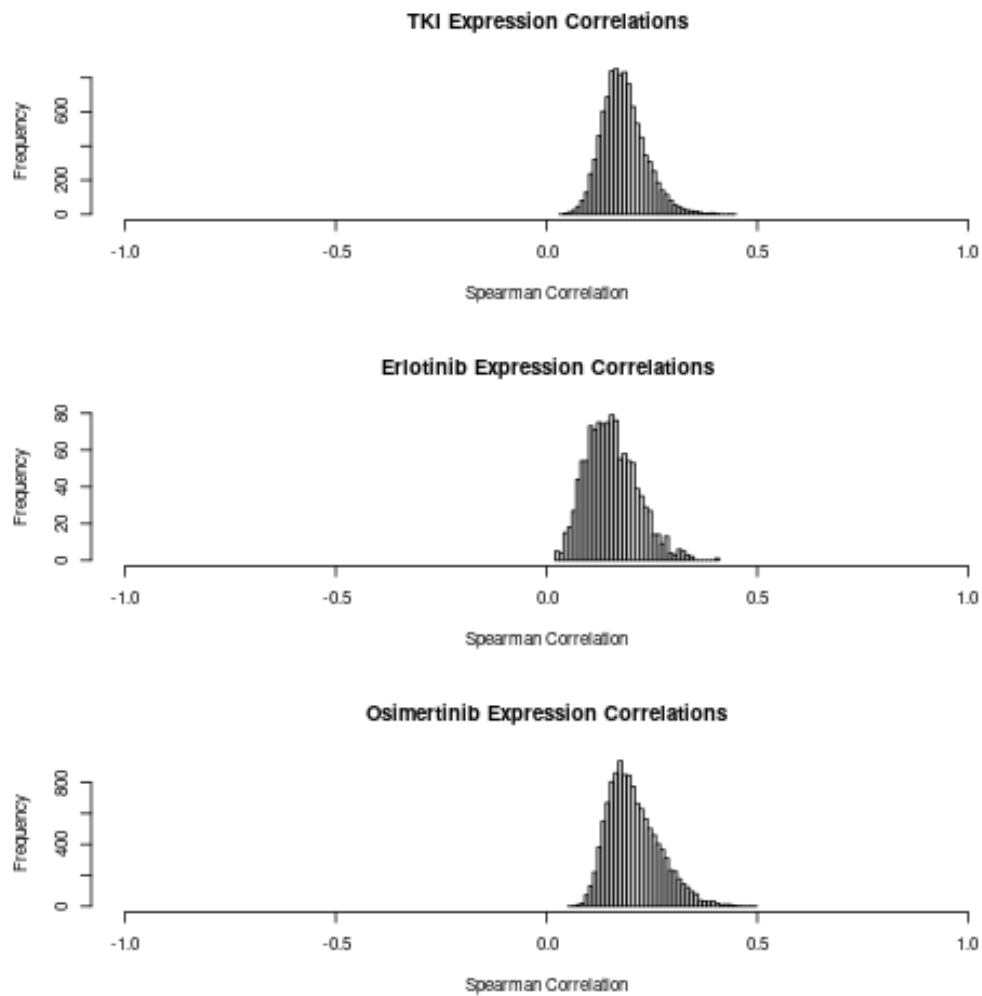 TKI Expression Correlations
Frequency
600
200
0
-1.0 -0.5 0.0 0.5 1.0
Spearman Correlation
Erlotinib Expression Correlations
Frequency
80
60
40
20
0
-1.0 -0.5 0.0 0.5 1.0
Spearman Correlation
Osimertinib Expression Correlations
Frequency
800
400
0
-1.0 -0.5 0.0 0.5 1.0
Spearman Correlation